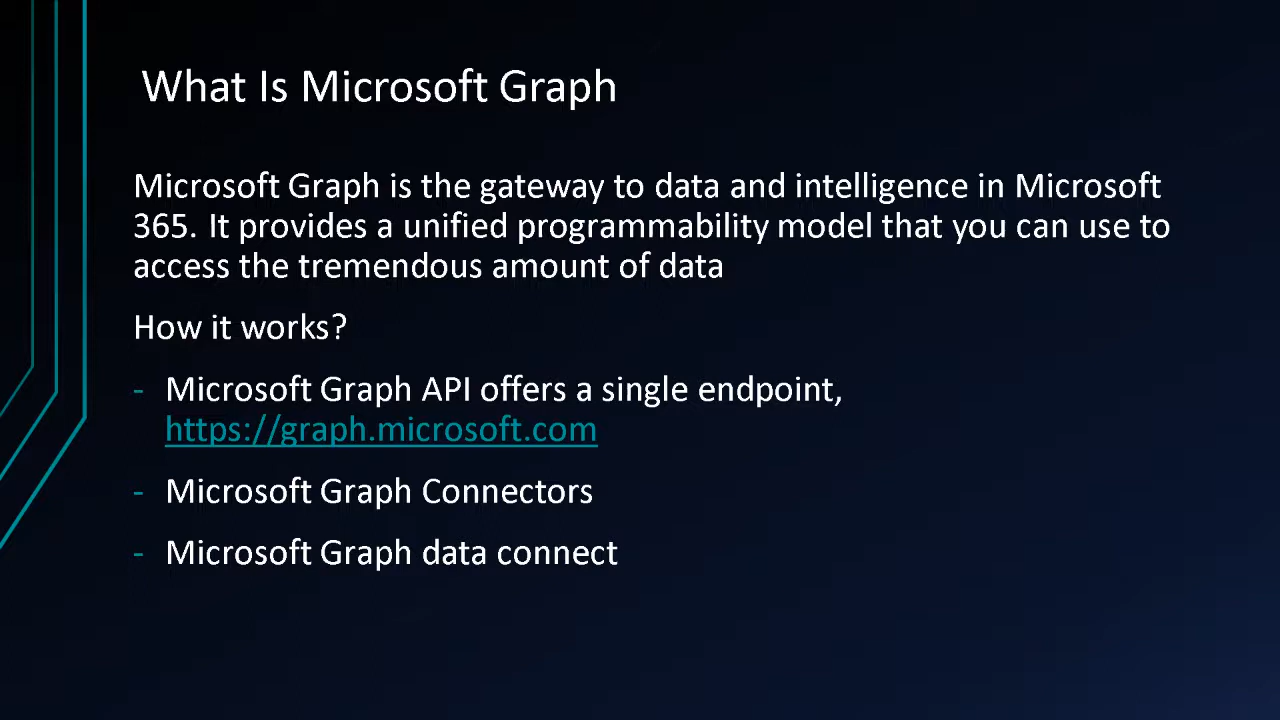 What Is Microsoft Graph
Microsoft Graph is the gateway to data and intelligence in Microsoft
365. It provides a unified programmability model that you can use to
access the tremendous amount of data
How it works?
- Microsoft Graph API offers a single endpoint,
https://graph.microsoft.com
- Microsoft Graph Connectors
- Microsoft Graph data connect